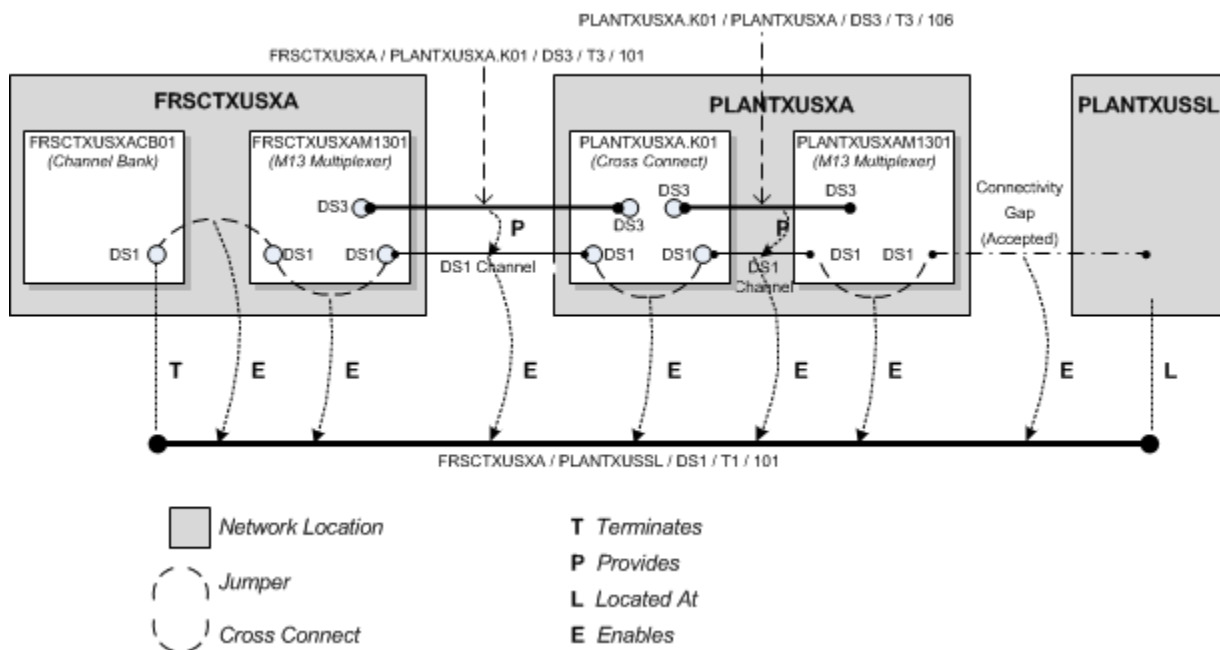 PLANTXUSXA.K01 / PLANTXUSXA / DS3 / T3 / 106
FRSCTXUSXA / PLANTXUSXA.K01 / DS3 / T3 / 101
FRSCTXUSXA
PLANTXUSXA
PLANTXUSSL
FRSCTXUSXACB01
(Channel Bank)
FRSCTXUSXAM1301
(M13 Multiplexer)
PLANTXUSXA.K01
(Cross Connect)
PLANTXUSXAM1301
(M13 Multiplexer)
Connectivity
Gap
(Accepted)
DS3
DS3
DS3
DS3
P
P
DS1
DS1
DS1
DS1
DS1
DS1
DS1
DS1 Channel
DS1
Channel
T
E
E
E
E
E
E
E
L
FRSCTXUSXA / PLANTXUSSL / DS1 / T1 / 101
Network Location
Jumper
Cross Connect
T Terminates
P Provides
L Located At
E Enables